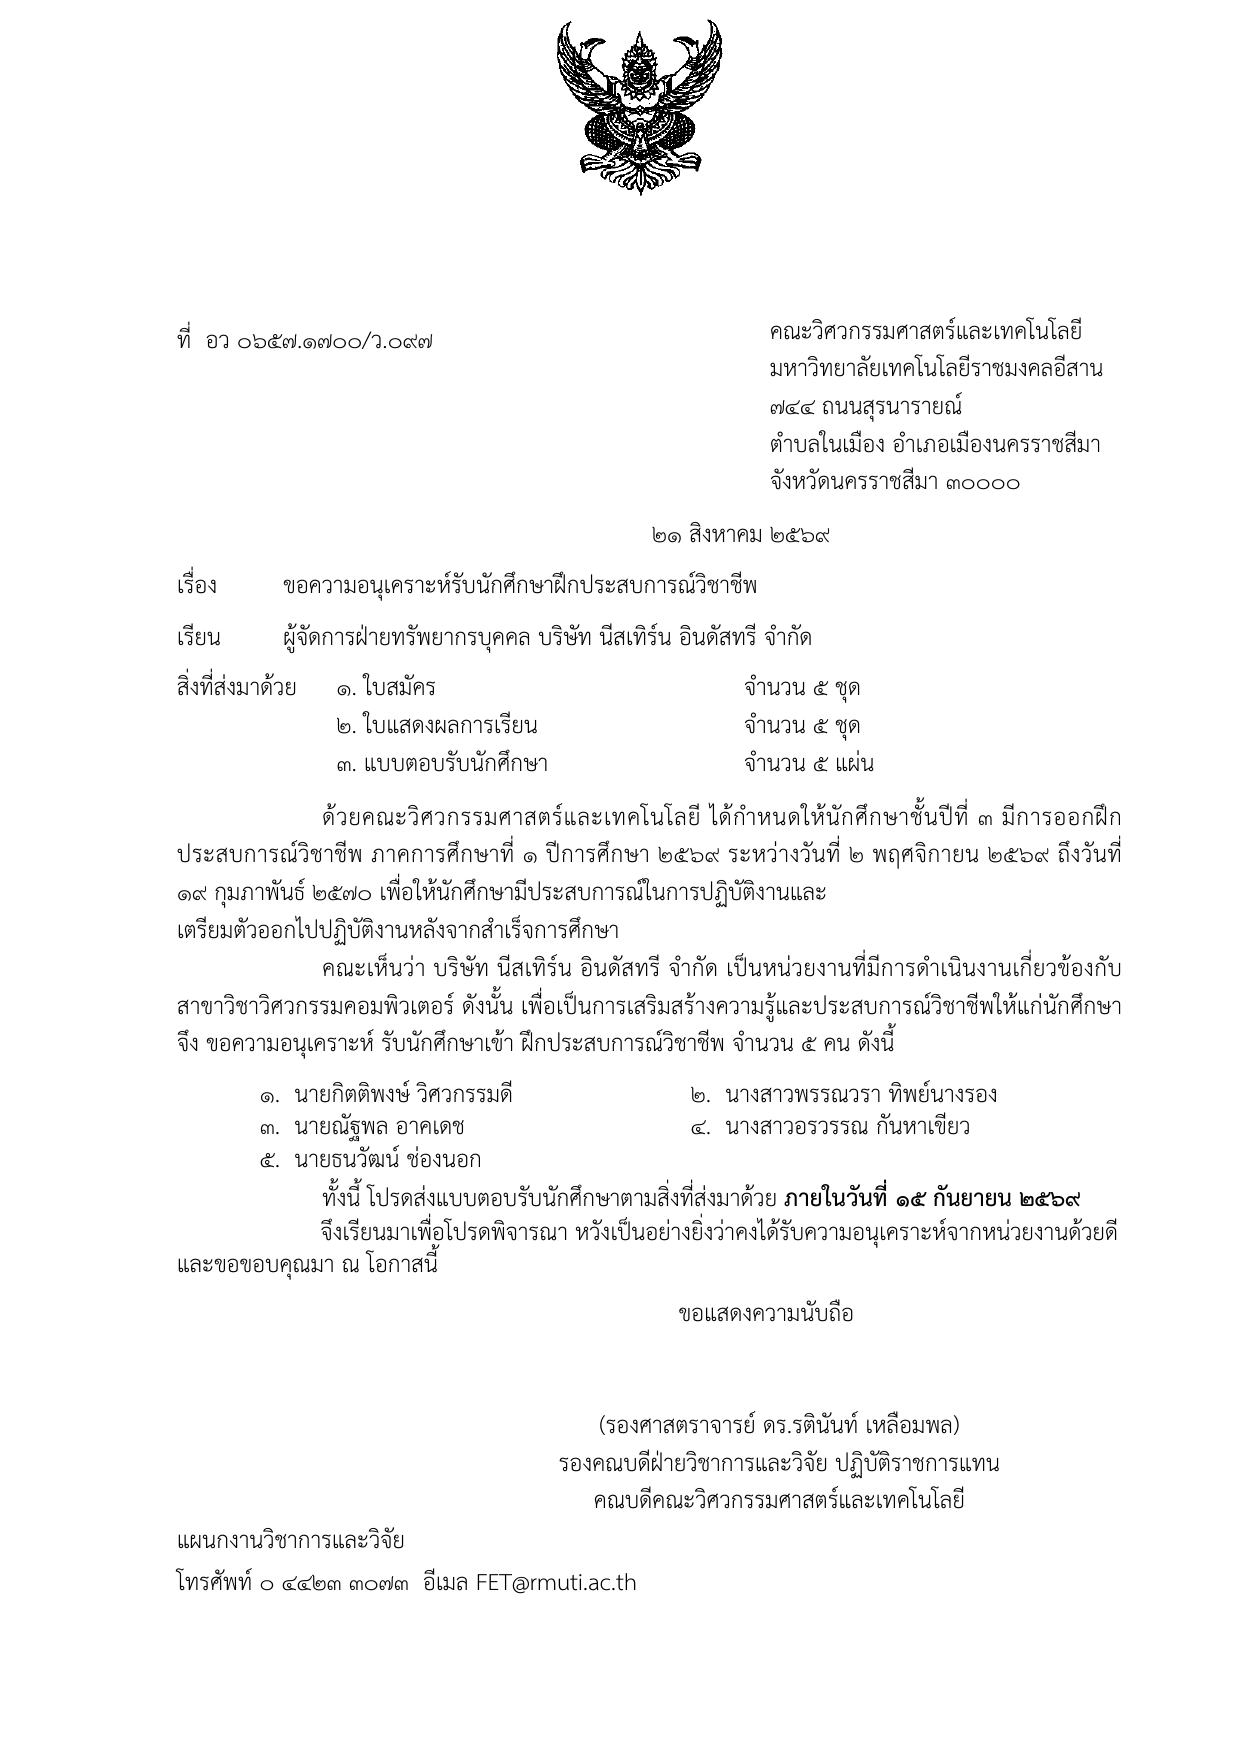 ที่ อว ๐๖๕๗.๑๗๐๐/ว.๐๙๗
คณะวิศวกรรมศาสตร์และเทคโนโลยี
มหาวิทยาลัยเทคโนโลยีราชมงคลอีสาน
๗๔๔ ถนนสุรนารายณ์
ตำบลในเมือง อำเภอเมืองนครราชสีมา
จังหวัดนครราชสีมา ๓๐๐๐๐
๒๑ สิงหาคม ๒๕๖๙
เรื่อง ขอความอนุเคราะห์รับนักศึกษาฝึกประสบการณ์วิชาชีพ
เรียน ผู้จัดการฝ่ายทรัพยากรบุคคล บริษัท นีสเทิร์น อินดัสทรี จำกัด
สิ่งที่ส่งมาด้วย ๑. ใบสมัคร จำนวน ๕ ชุด
๒. ใบแสดงผลการเรียน จำนวน ๕ ชุด
๓. แบบตอบรับนักศึกษา จำนวน ๕ แผ่น
ด้วยคณะวิศวกรรมศาสตร์และเทคโนโลยี ได้กำหนดให้นักศึกษาชั้นปีที่ ๓ มีการออกฝึก
ประสบการณ์วิชาชีพ ภาคการศึกษาที่ ๑ ปีการศึกษา ๒๕๖๙ ระหว่างวันที่ ๒ พฤศจิกายน ๒๕๖๙ ถึงวันที่
๑๙ กุมภาพันธ์ ๒๕๗๐ เพื่อให้นักศึกษามีประสบการณ์ในการปฏิบัติงานและ
เตรียมตัวออกไปปฏิบัติงานหลังจากสำเร็จการศึกษา
คณะเห็นว่า บริษัท นีสเทิร์น อินดัสทรี จำกัด เป็นหน่วยงานที่มีการดำเนินงานเกี่ยวข้องกับ
สาขาวิชาวิศวกรรมคอมพิวเตอร์ ดังนั้น เพื่อเป็นการเสริมสร้างความรู้และประสบการณ์วิชาชีพให้แก่นักศึกษา
จึง ขอความอนุเคราะห์ รับนักศึกษาเข้า ฝึกประสบการณ์วิชาชีพ จำนวน ๕ คน ดังนี้
๑. นายกิตติพงษ์ วิศวกรรมดี ๒. นางสาวพรรณวรา ทิพย์นางรอง
๓. นายณัฐพล อาคเดช ๔. นางสาวอรวรรณ กันหาเขียว
๕. นายธนวัฒน์ ช่องนอก
ทั้งนี้ โปรดส่งแบบตอบรับนักศึกษาตามสิ่งที่ส่งมาด้วย ภายในวันที่ ๑๕ กันยายน ๒๕๖๙
จึงเรียนมาเพื่อโปรดพิจารณา หวังเป็นอย่างยิ่งว่าคงได้รับความอนุเคราะห์จากหน่วยงานด้วยดี
และขอขอบคุณมา ณ โอกาสนี้
ขอแสดงความนับถือ
(รองศาสตราจารย์ ดร.รตินันท์ เหลือมพล)
รองคณบดีฝ่ายวิชาการและวิจัย ปฏิบัติราชการแทน
คณบดีคณะวิศวกรรมศาสตร์และเทคโนโลยี
แผนกงานวิชาการและวิจัย
โทรศัพท์ ๐ ๔๔๒๓ ๓๐๗๓ อีเมล FET@rmuti.ac.th